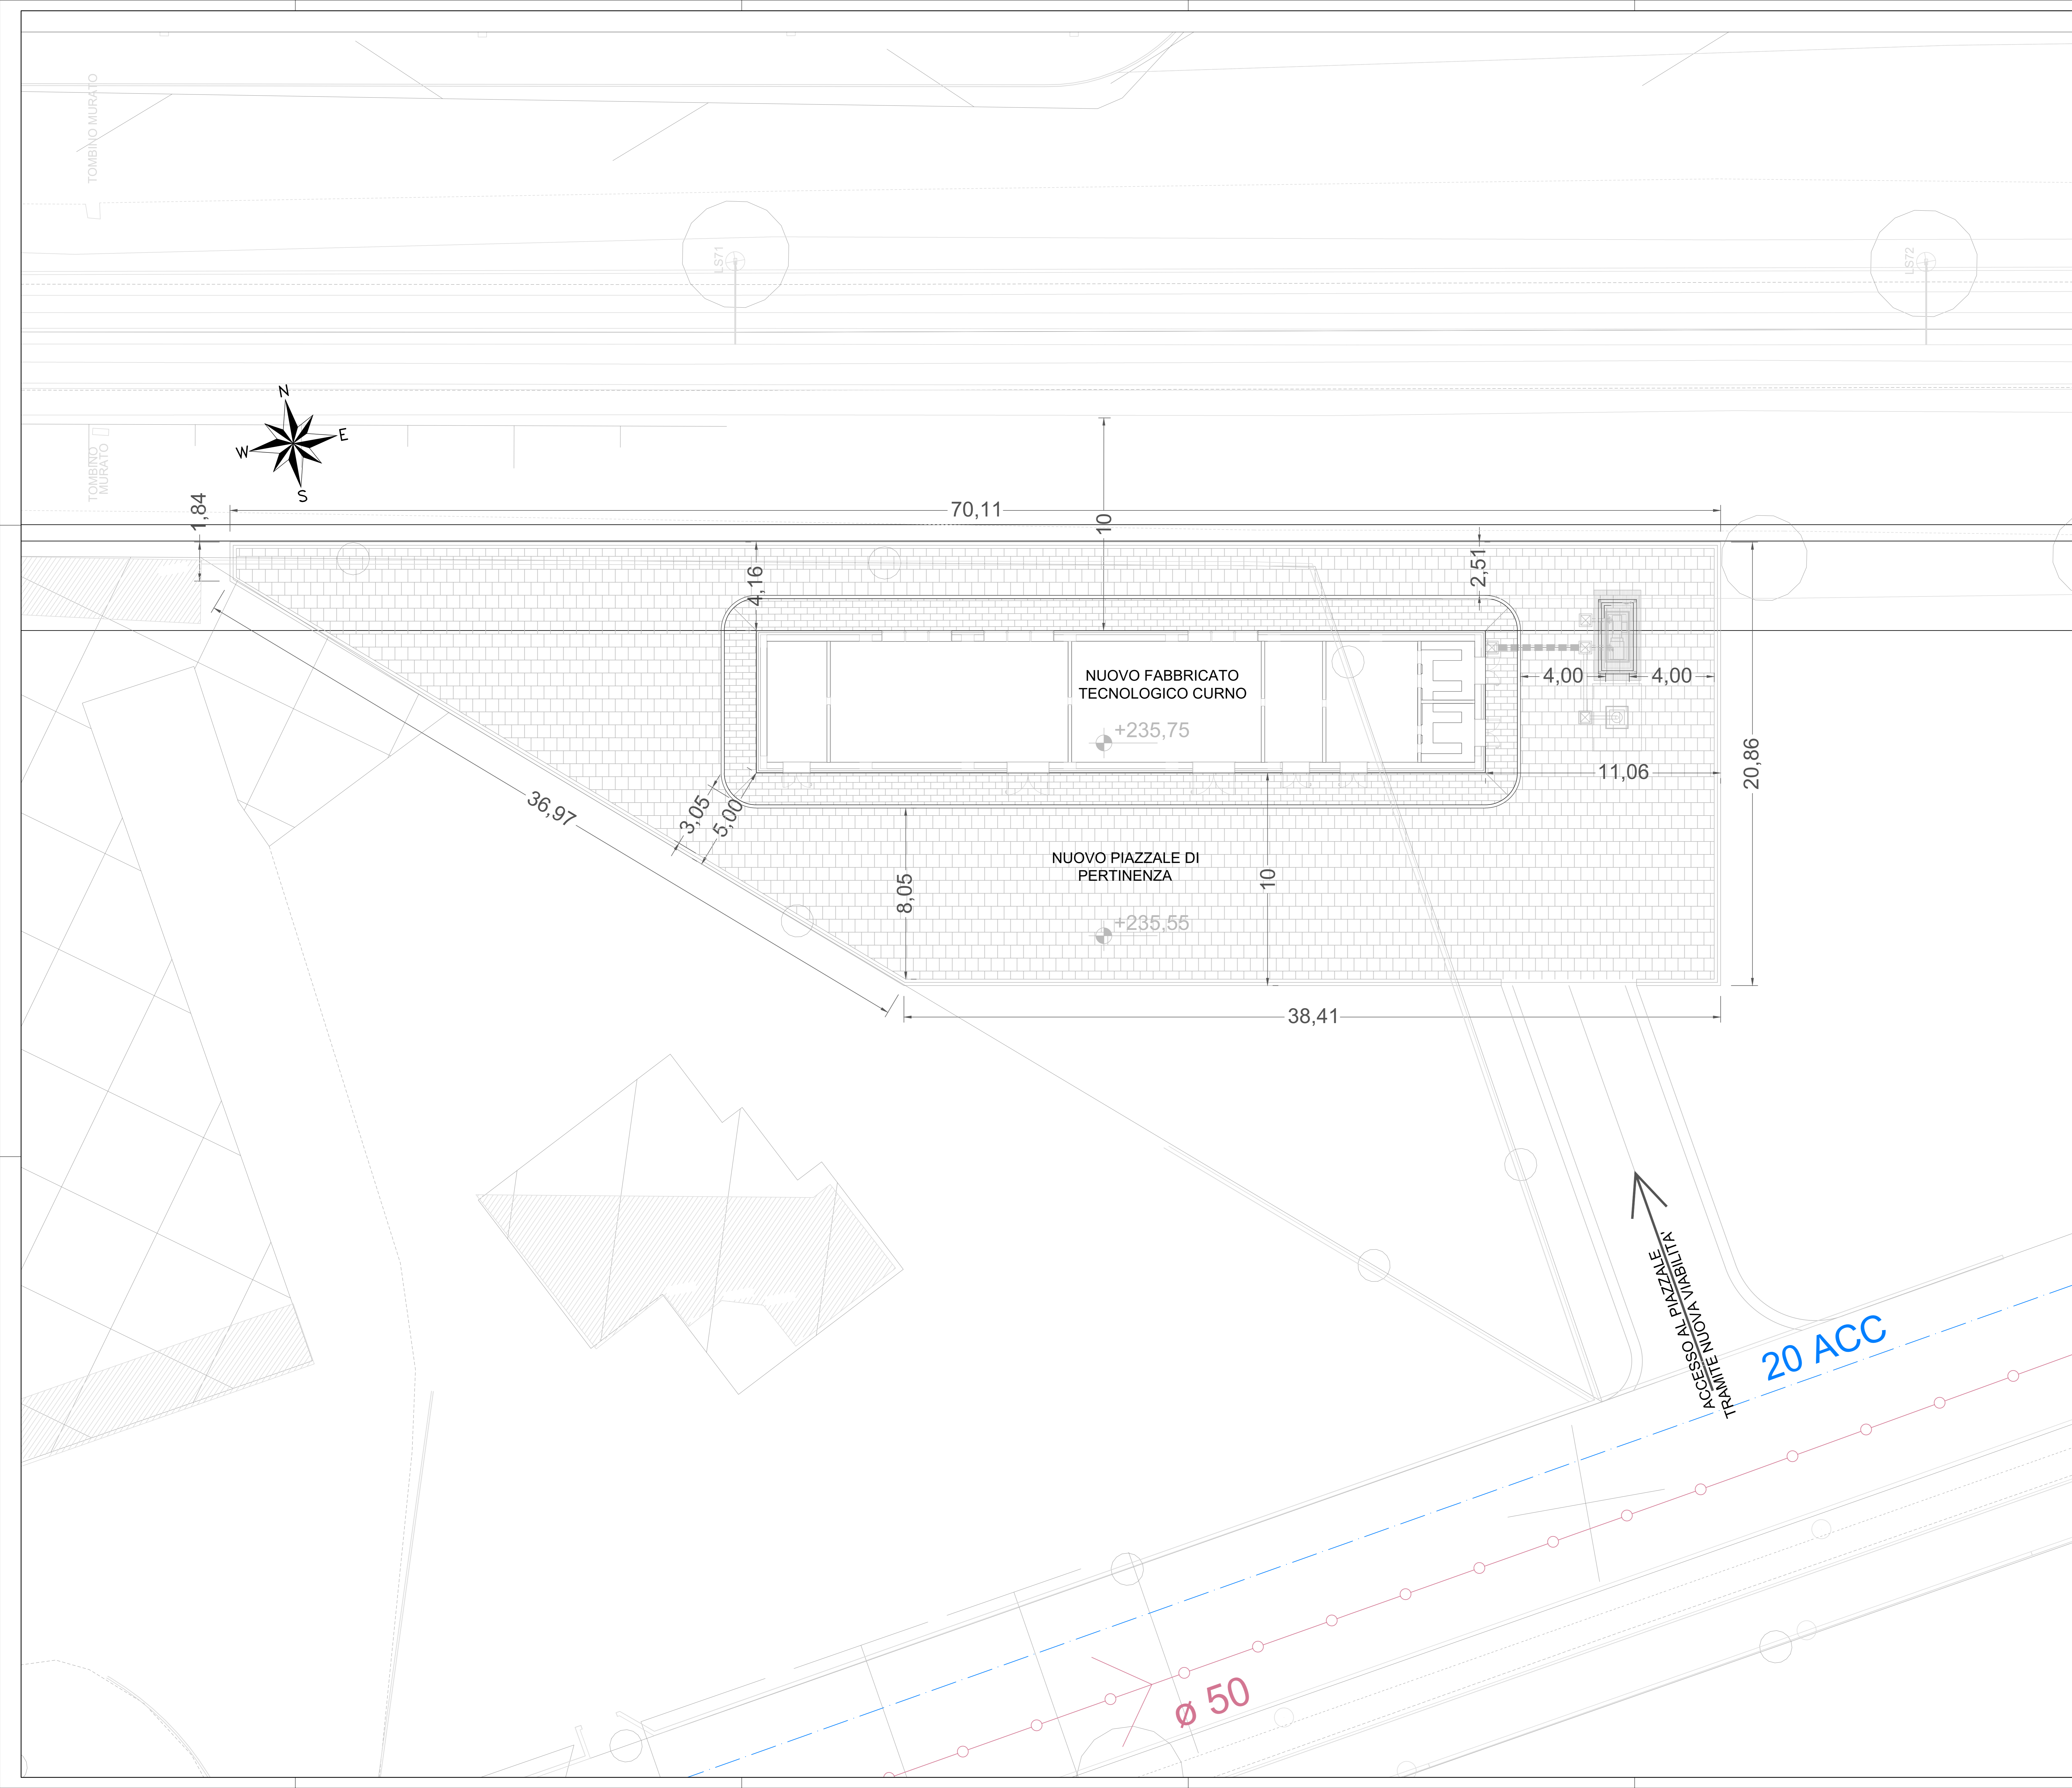 TOMBINO MURATO
LS71
LS72
N
W
E
S
TOMBINO
MURATO
1,84
70,11
10
4,16
2,51
NUOVO FABBRICATO
TECNOLOGICO CURNO
+235,75
4,00
4,00
11,06
20,86
36,97
3,05
5,00
8,05
NUOVO PIAZZALE DI
PERTINENZA
10
+235,55
38,41
ACCESSO AL PIAZZALE
TRAMITE NUOVA VIABILITA'
20 ACC
ø 50